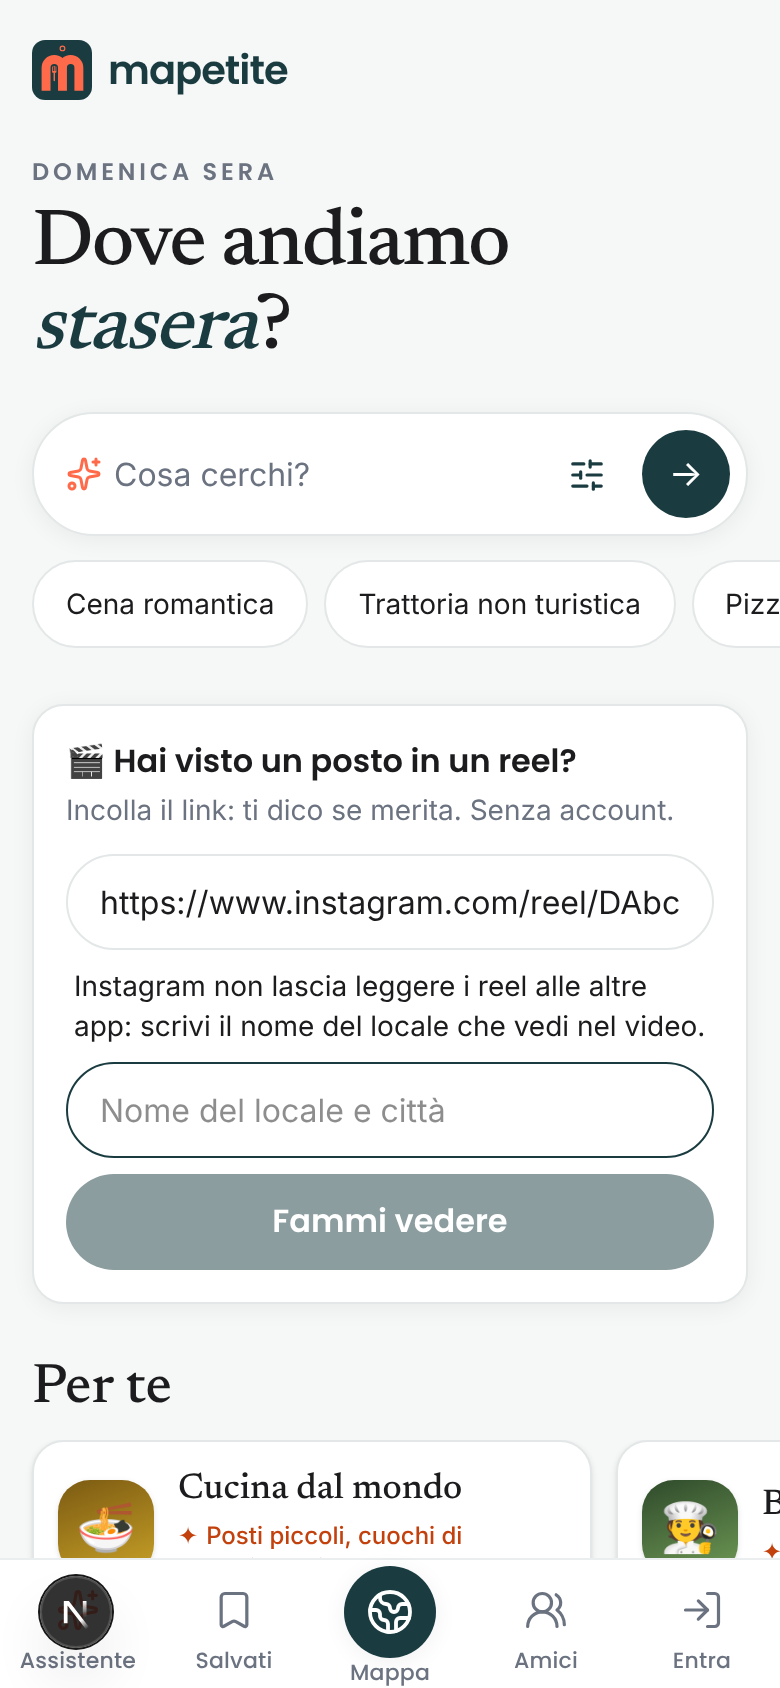 mapetite
DOMENICA SERA
Dove andiamo
stasera?
Cosa cerchi?
Cena romantica
Trattoria non turistica
Pizz
Hai visto un posto in un reel?
Incolla il link: ti dico se merita. Senza account.
https://www.instagram.com/reel/DAbc
Instagram non lascia leggere i reel alle altre
app: scrivi il nome del locale che vedi nel video.
Nome del locale e città
Fammi vedere
Per te
Cucina dal mondo
✦ Posti piccoli, cuochi di
B
✦
N
Assistente
Salvati
Mappa
Amici
Entra